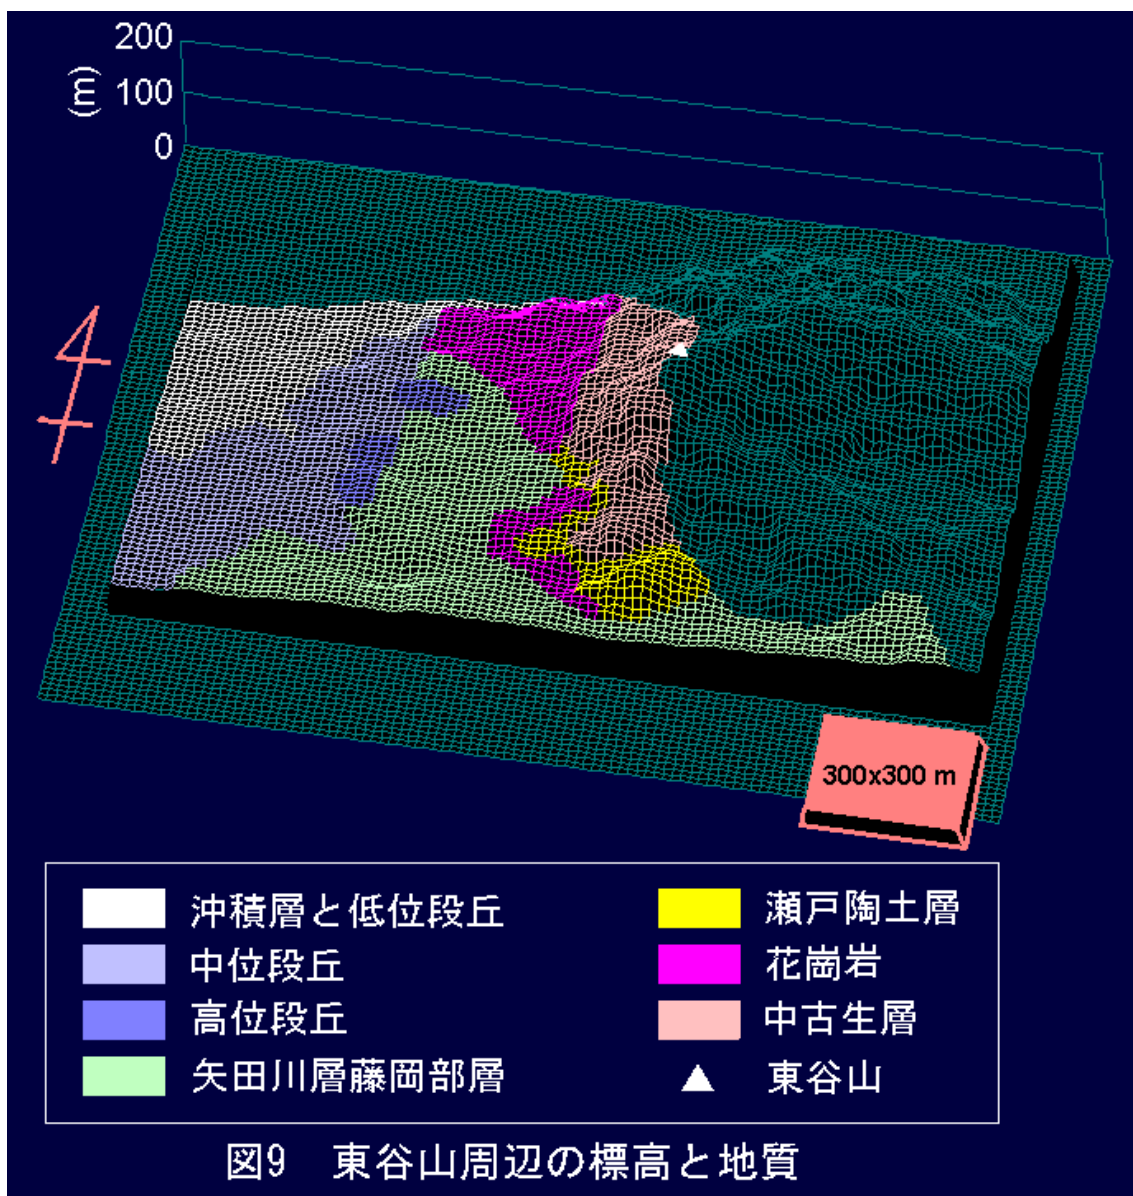 200
(m)
100
0
300x300 m
沖積層と低位段丘
中位段丘
高位段丘
矢田川層藤岡部層
瀬戸陶土層
花崗岩
中古生層
東谷山
図9 東谷山周辺の標高と地質